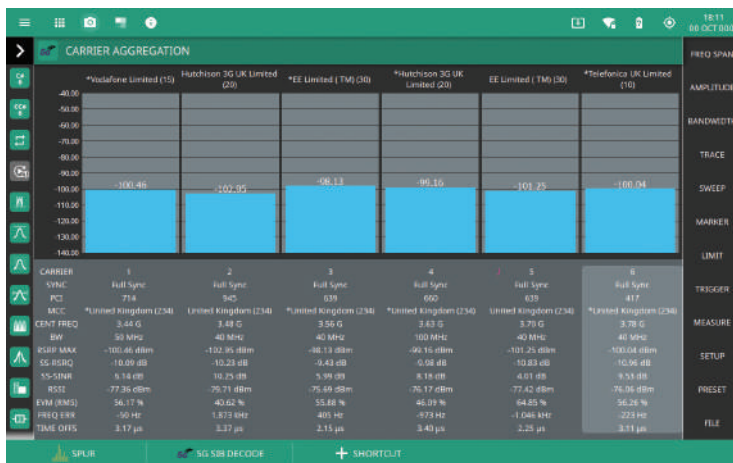 18:11
CARRIER AGGREGATION
FREQ SPAN
*Vodafone Limited (15)
Hutchison 3G UK Limited (20)
*EE Limited ( TM) (30)
*Hutchison 3G UK Limited (20)
EE Limited ( TM) (30)
*Telefonica UK Limited (10)
AMPLITUDE
-40.00
-50.00
-60.00
-70.00
-80.00
-90.00
-100.00
-110.00
-120.00
-130.00
-140.00
-100.46 -102.95 -98.13 -99.16 -101.25 -100.04
BANDWIDTH
TRACE
SWEEP
MARKER
LIMIT
TRIGGER
MEASURE
SETUP
PRESET
FILE
CARRIER 1 2 3 4 5 6
SYNC Full Sync Full Sync Full Sync Full Sync Full Sync Full Sync
PCI 714 945 639 660 639 417
MCC *United Kingdom (234) United Kingdom (234) *United Kingdom (234) *United Kingdom (234) United Kingdom (234) *United Kingdom (234)
CENT FREQ 3.44 G 3.48 G 3.56 G 3.63 G 3.78 G
BW 50 MHz 40 MHz 40 MHz 100 MHz 40 MHz 40 MHz
RSRP MAX -100.46 dBm -102.95 dBm -98.13 dBm -99.16 dBm -101.25 dBm -100.04 dBm
SS-RSRQ -10.09 dB -10.23 dB -9.43 dB -9.98 dB -10.83 dB -10.96 dB
SS-SINR 10.25 dB 5.99 dB 8.18 dB 4.01 dB 9.53 dB
RSSI -77.36 dBm -79.71 dBm -75.69 dBm -76.17 dBm -77.42 dBm -76.06 dBm
EVM (RMS) 56.17 % 40.62 % 55.88 % 46.09 % 64.85 % 56.26 %
FREQ ERR -50 Hz 1.873 kHz 405 Hz -973 Hz -1.046 kHz -223 Hz
TIME OFFS 3.17 µs 3.37 µs 2.15 µs 3.40 µs 2.25 µs 3.11 µs
SPUR
5G SIB DECODE
SHORTCUT